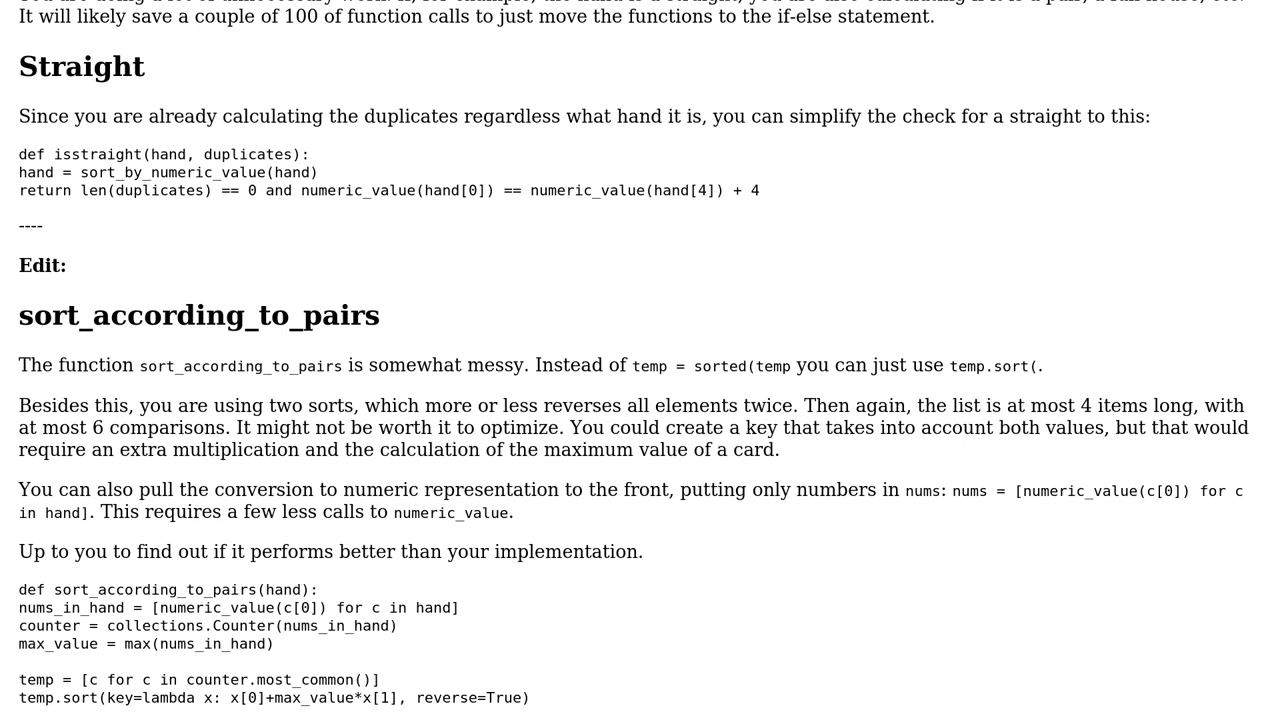 It will likely save a couple of 100 of function calls to just move the functions to the if-else statement.
Straight
Since you are already calculating the duplicates regardless what hand it is, you can simplify the check for a straight to this:
def isstraight(hand, duplicates):
hand = sort_by_numeric_value(hand)
return len(duplicates) == 0 and numeric_value(hand[0]) == numeric_value(hand[4]) + 4
----
Edit:
sort_according_to_pairs
The function sort_according_to_pairs is somewhat messy. Instead of temp = sorted(temp you can just use temp.sort(.
Besides this, you are using two sorts, which more or less reverses all elements twice. Then again, the list is at most 4 items long, with
at most 6 comparisons. It might not be worth it to optimize. You could create a key that takes into account both values, but that would
require an extra multiplication and the calculation of the maximum value of a card.
You can also pull the conversion to numeric representation to the front, putting only numbers in nums: nums = [numeric_value(c[0]) for c
in hand]. This requires a few less calls to numeric_value.
Up to you to find out if it performs better than your implementation.
def sort_according_to_pairs(hand):
nums_in_hand = [numeric_value(c[0]) for c in hand]
counter = collections.Counter(nums_in_hand)
max_value = max(nums_in_hand)
temp = [c for c in counter.most_common()]
temp.sort(key=lambda x: x[0]+max_value*x[1], reverse=True)